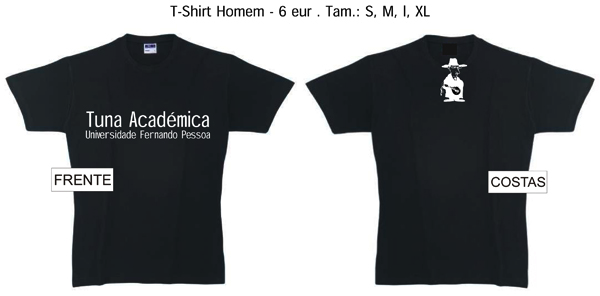 T-Shirt Homem - 6 eur . Tam.: S, M, l, XL
Tuna Académica
Universidade Fernando Pessoa
FRENTE
COSTAS